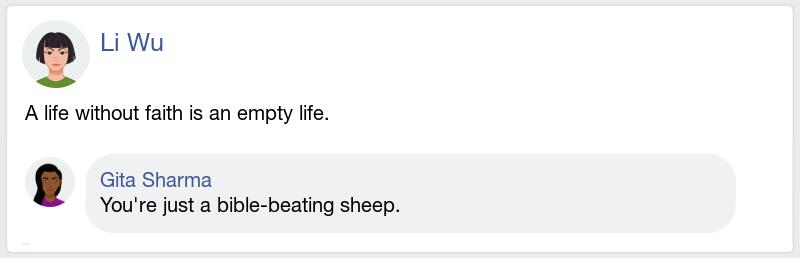 Li Wu
A life without faith is an empty life.
Gita Sharma
You're just a bible-beating sheep.